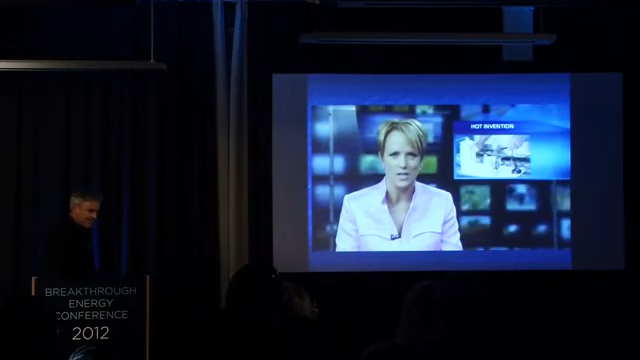 HOT INVENTION
BREAKTHROUGH
ENERGY
CONFERENCE
2012